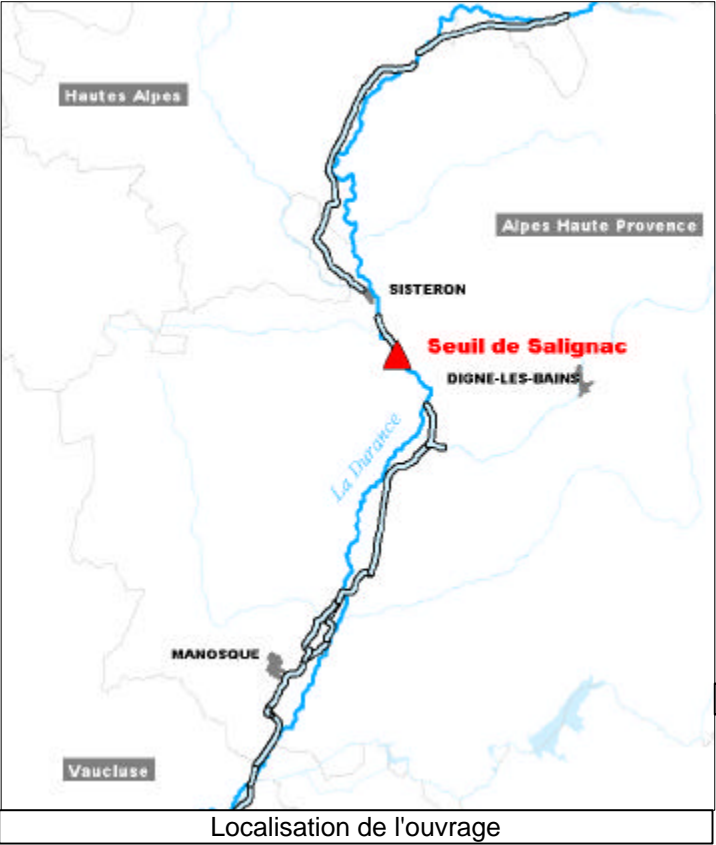 Hautes Alpes
Alpes Haute Provence
SISTERON
Seuil de Salignac
DIGNE-LES-BAINS
La Durance
MANOSQUE
Vaucluse
Localisation de l'ouvrage